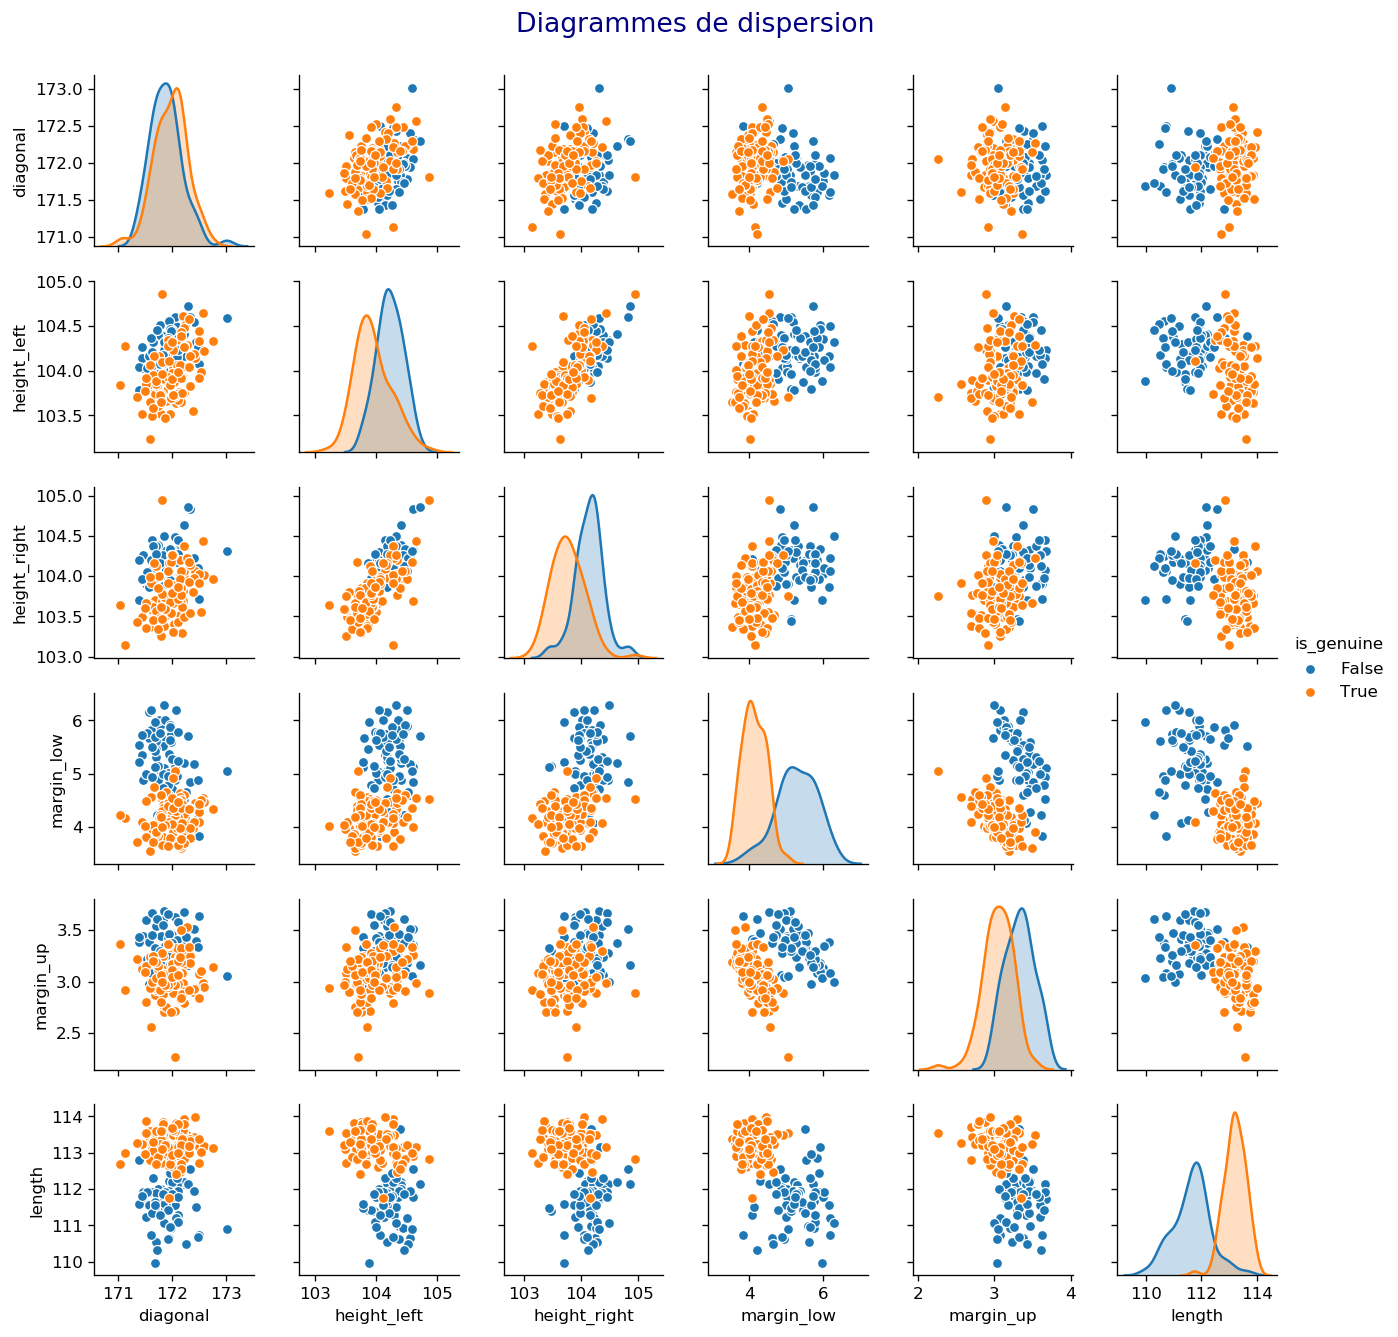 Diagrammes de dispersion
173.0
172.5
172.0
171.5
171.0
diagonal
105.0
104.5
104.0
103.5
height_left
105.0
104.5
104.0
103.5
103.0
height_right
is_genuine
False
True
6
5
4
margin_low
3.5
3.0
2.5
margin_up
114
113
112
111
110
length
171 172 173
103 104 105
103 104 105
4 6
2 3 4
110 112 114
diagonal
height_left
height_right
margin_low
margin_up
length